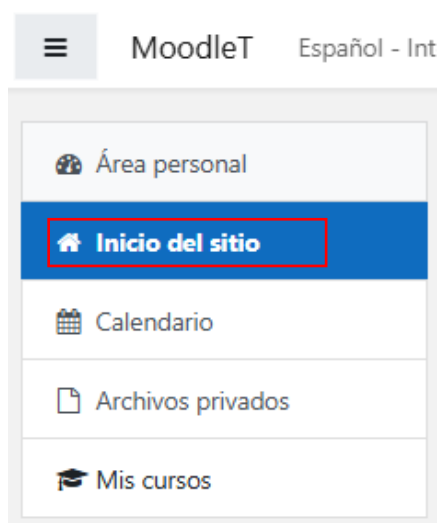 MoodleT Español - Int
Área personal
Inicio del sitio
Calendario
Archivos privados
Mis cursos